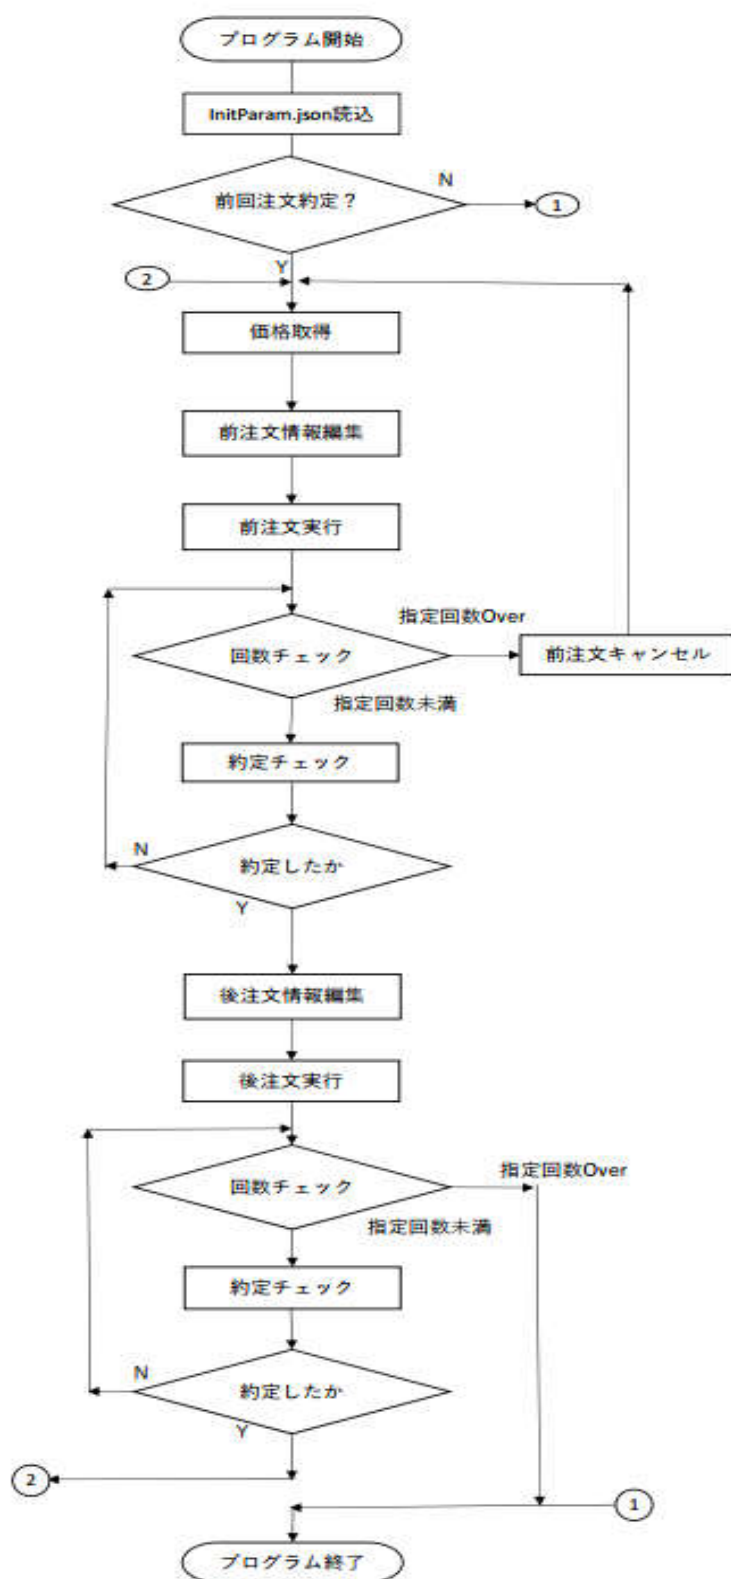 プログラム開始
InitParam.json読込
前回注文約定？
N
1
Y
2
価格取得
前注文情報編集
前注文実行
指定回数Over
回数チェック
前注文キャンセル
指定回数未満
約定チェック
N
約定したか
Y
後注文情報編集
後注文実行
指定回数Over
回数チェック
指定回数未満
約定チェック
N
約定したか
Y
2
1
プログラム終了